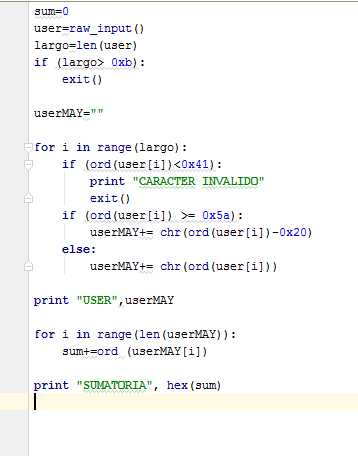 sum=0
user=raw_input()
largo=len(user)
if (largo> 0xb):
    exit()
userMAY=""
for i in range(largo):
    if (ord(user[i])<0x41):
        print "CARACTER INVALIDO"
        exit()
    if (ord(user[i]) >= 0x5a):
        userMAY+= chr(ord(user[i])-0x20)
    else:
        userMAY+= chr(ord(user[i]))
print "USER",userMAY
for i in range(len(userMAY)):
    sum+=ord (userMAY[i])
print "SUMATORIA", hex(sum)